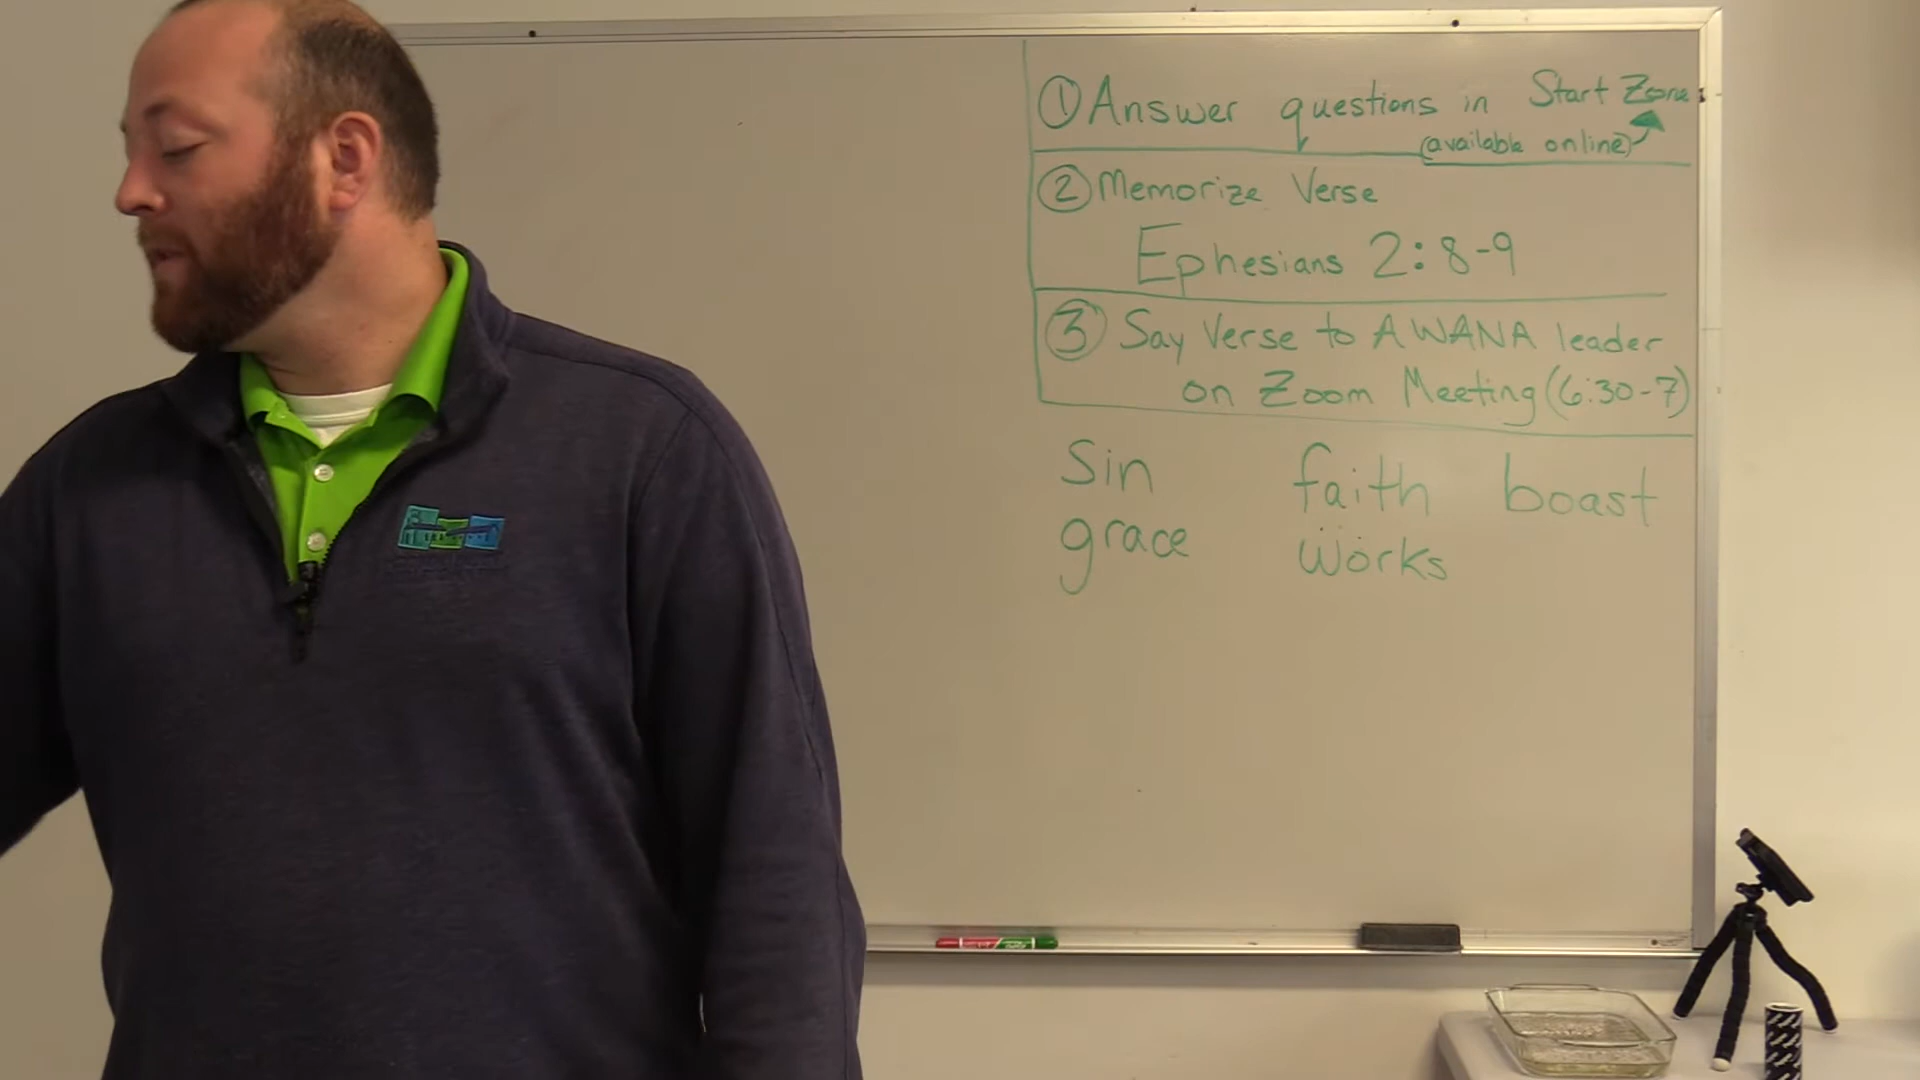 ① Answer questions in Start Zone
(available online)
② Memorize Verse
Ephesians 2:8-9
③ Say Verse to AWANA leader
on Zoom Meeting (6:30-7)
Sin faith boast
grace works